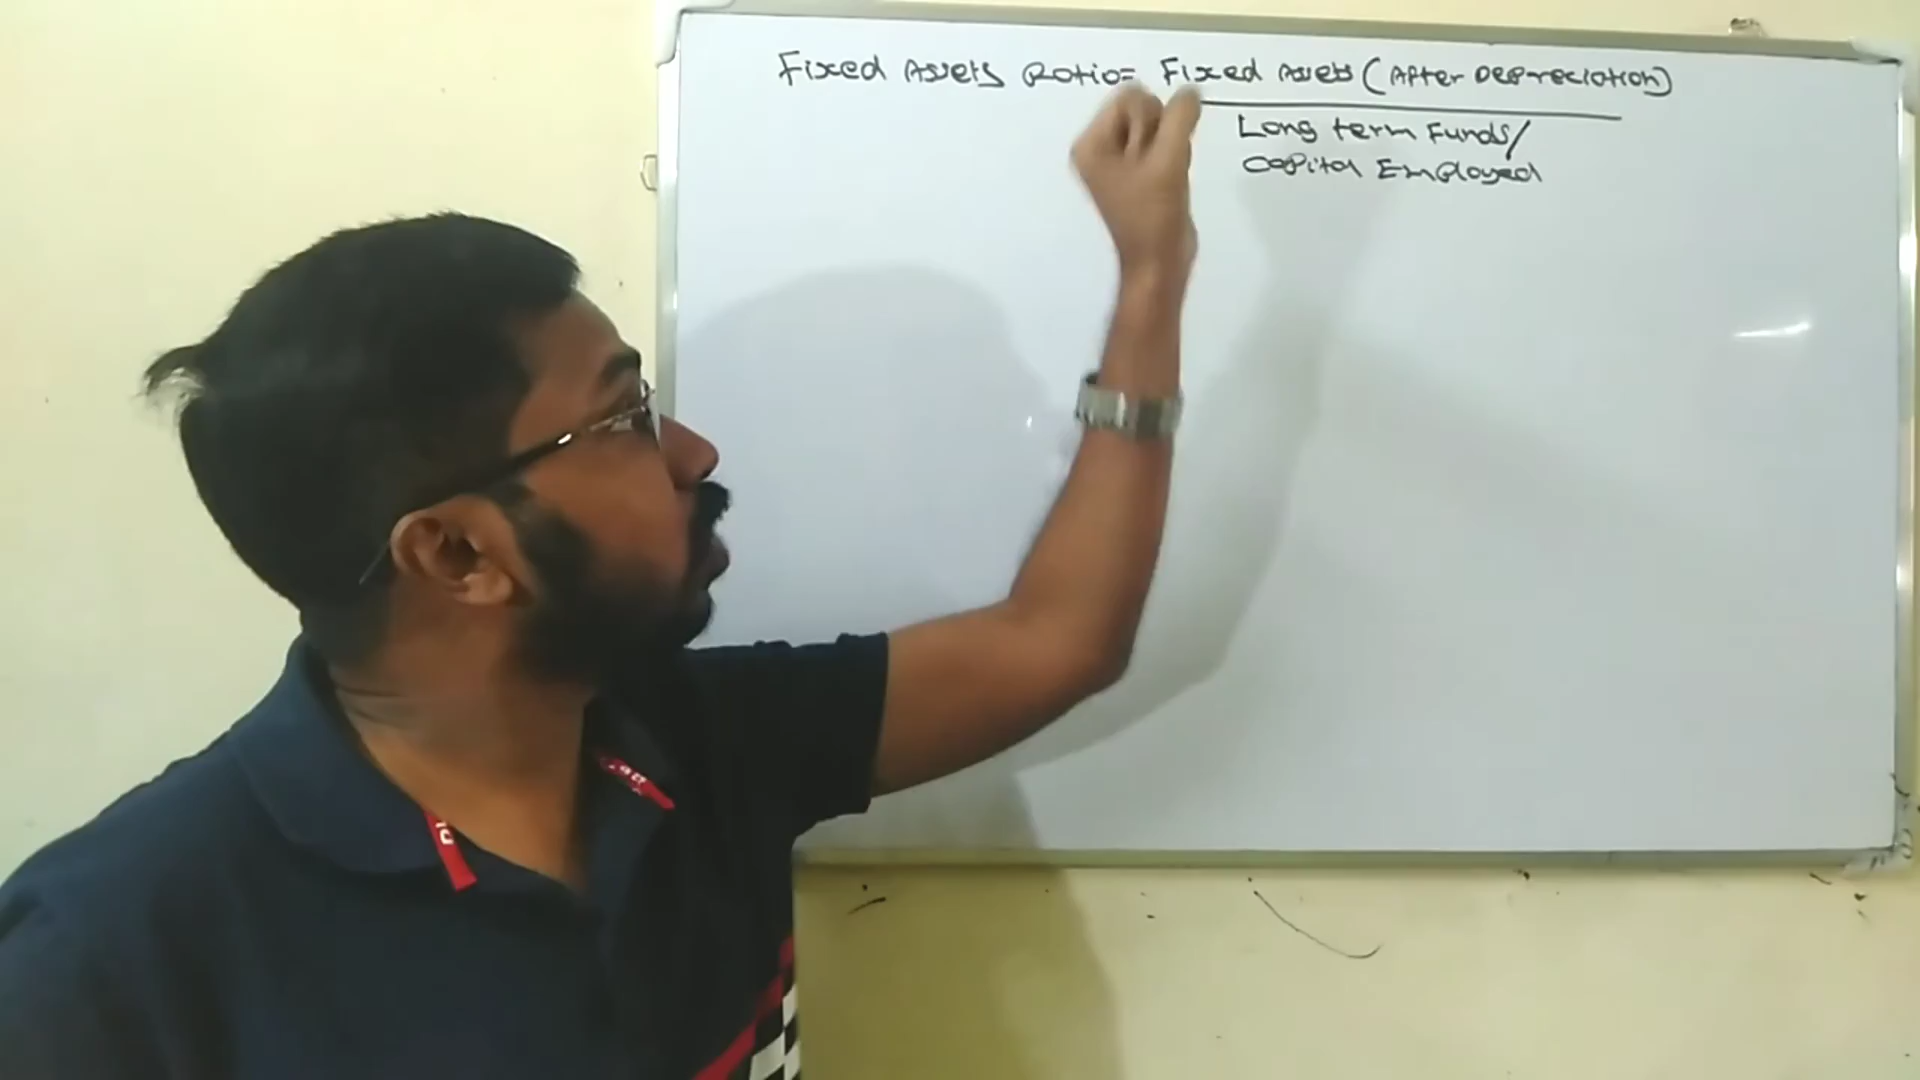 Fixed Assets Ratio= Fixed Assets (After Depreciation)
Long term Funds/
Capital Employed